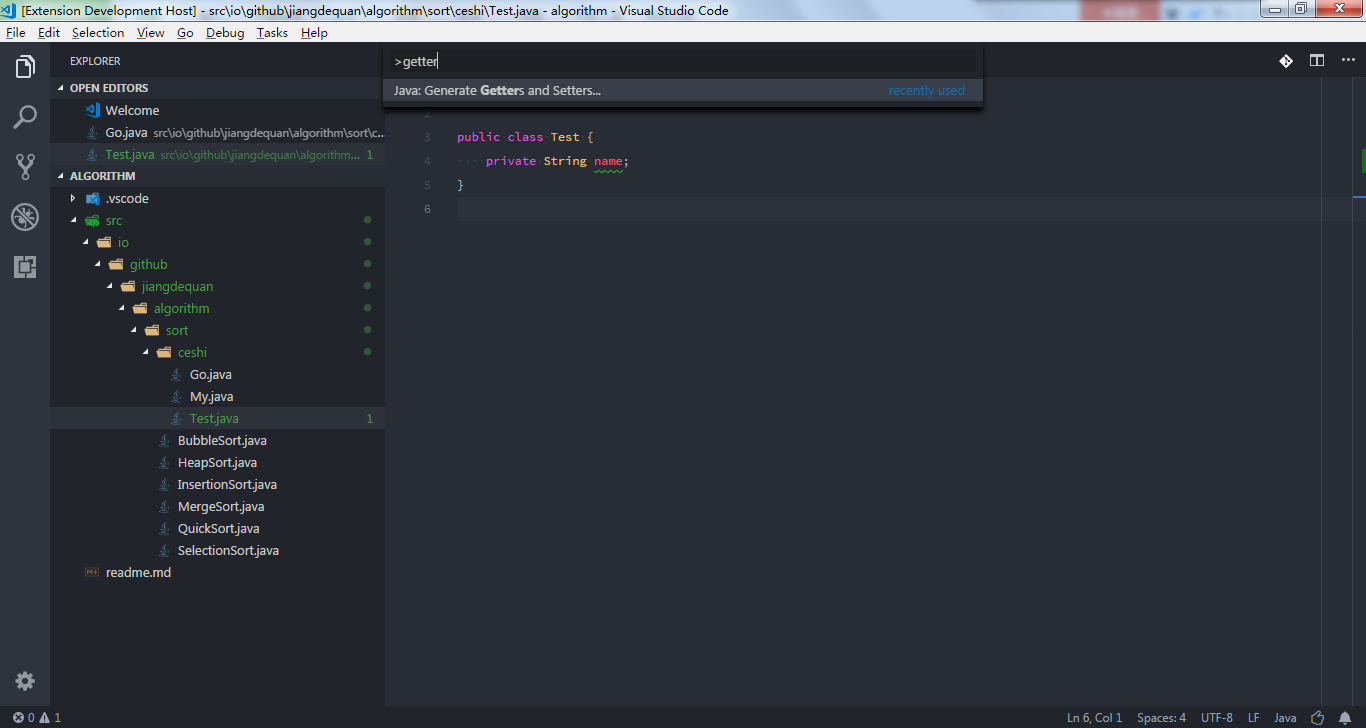 [Extension Development Host] - src\io\github\jiangdequan\algorithm\sort\ceshi\Test.java - algorithm - Visual Studio Code
File Edit Selection View Go Debug Tasks Help
EXPLORER
>getter
OPEN EDITORS
Java: Generate Getters and Setters... recently used
Welcome
Go.java src\io\github\jiangdequan\algorithm\sort\c...
Test.java src\io\github\jiangdequan\algorithm... 1
ALGORITHM
.vscode
src
io
github
jiangdequan
algorithm
sort
ceshi
Go.java
My.java
Test.java 1
BubbleSort.java
HeapSort.java
InsertionSort.java
MergeSort.java
QuickSort.java
SelectionSort.java
readme.md
2
3 public class Test {
4 ····private String name;
5 }
6
0 1
Ln 6, Col 1 Spaces: 4 UTF-8 LF Java